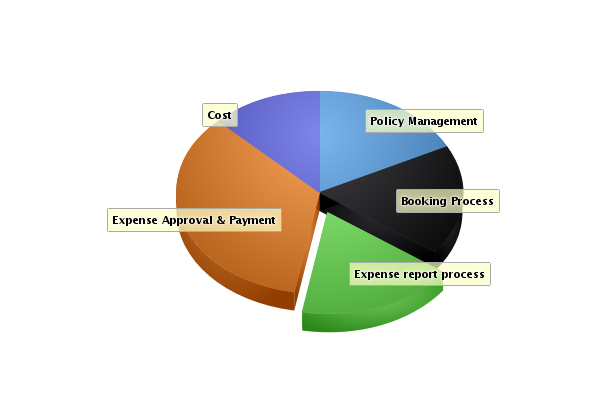 Cost
Policy Management
Booking Process
Expense Approval & Payment
Expense report process